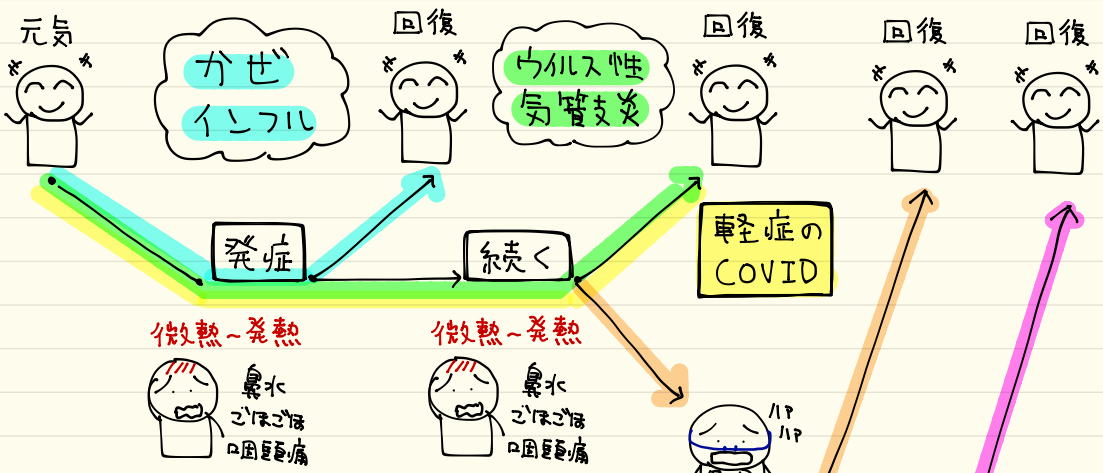 元気
かぜ
インフル
回復
ウイルス性
気管支炎
回復
回復
回復
発症
続く
軽症の
COVID
微熱~発熱
鼻水
ごほごほ
咽頭痛
微熱~発熱
鼻水
ごほごほ
咽頭痛
ハァ
ハァ